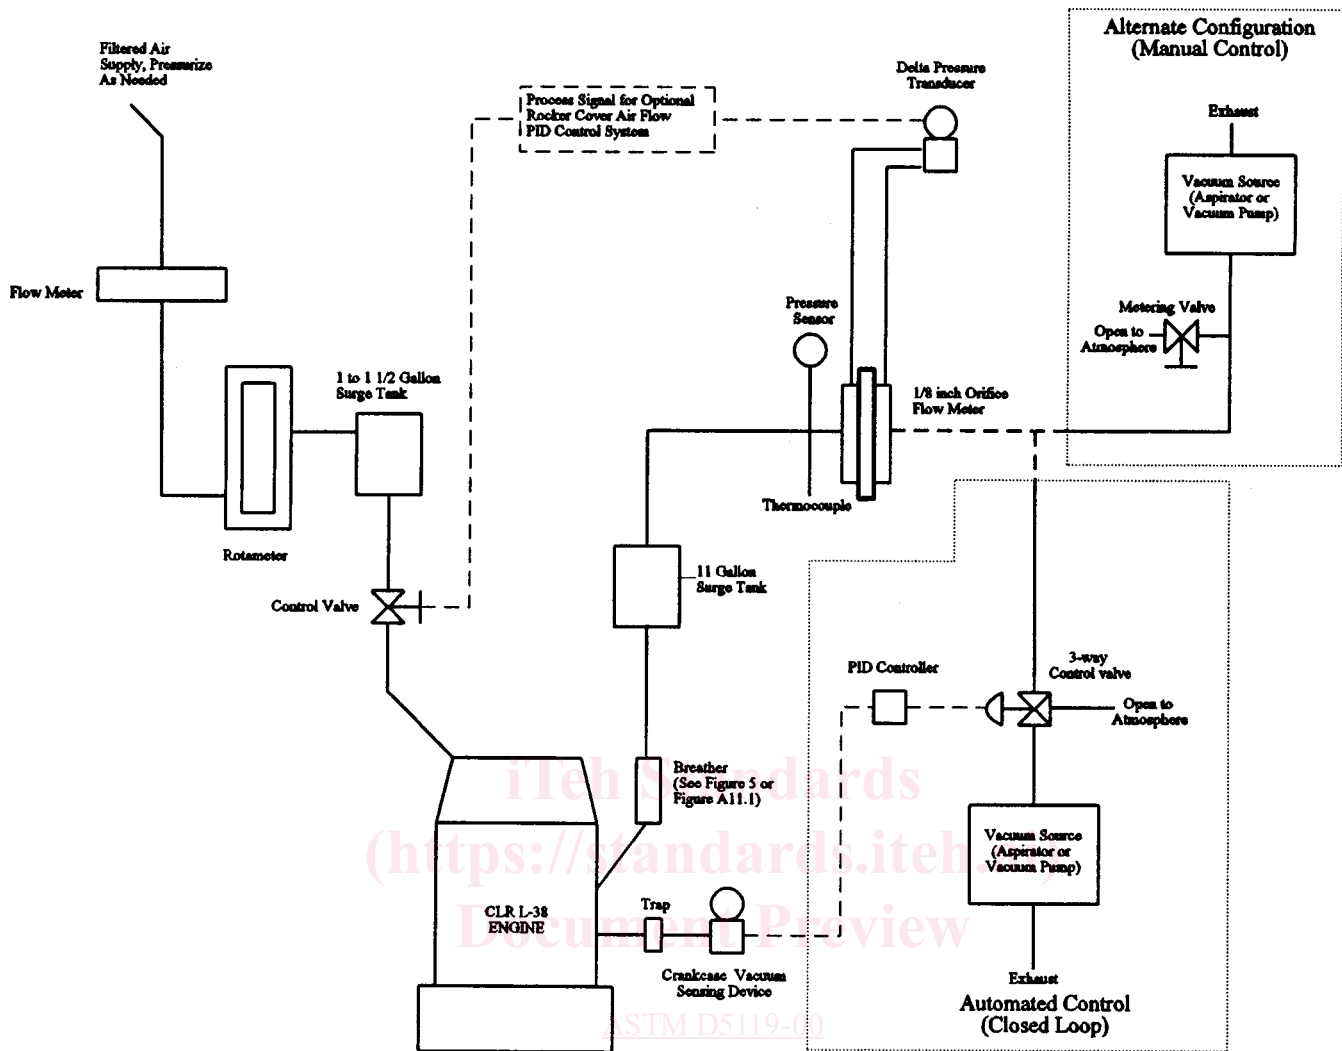 Alternate Configuration
(Manual Control)
Filtered Air
Supply, Pressurize
As Needed
Delta Pressure
Transducer
Process Signal for Optional
Rocker Cover Air Flow
PID Control System
Exhaust
Vacuum Source
(Aspirator or
Vacuum Pump)
Flow Meter
Pressure
Sensor
Metering Valve
Open to
Atmosphere
1 to 1 1/2 Gallon
Surge Tank
1/8 inch Orifice
Flow Meter
Thermocouple
Rotameter
11 Gallon
Surge Tank
Control Valve
PID Controller
3-way
Control valve
Open to
Atmosphere
Breather
(See Figure 5 or
Figure A11.1)
iTeh Standards
(https://standards.iteh.ai)
Document Preview
Vacuum Source
(Aspirator or
Vacuum Pump)
CLR L-38
ENGINE
Trap
Crankcase Vacuum
Sensing Device
Exhaust
Automated Control
(Closed Loop)
ASTM D5119-00